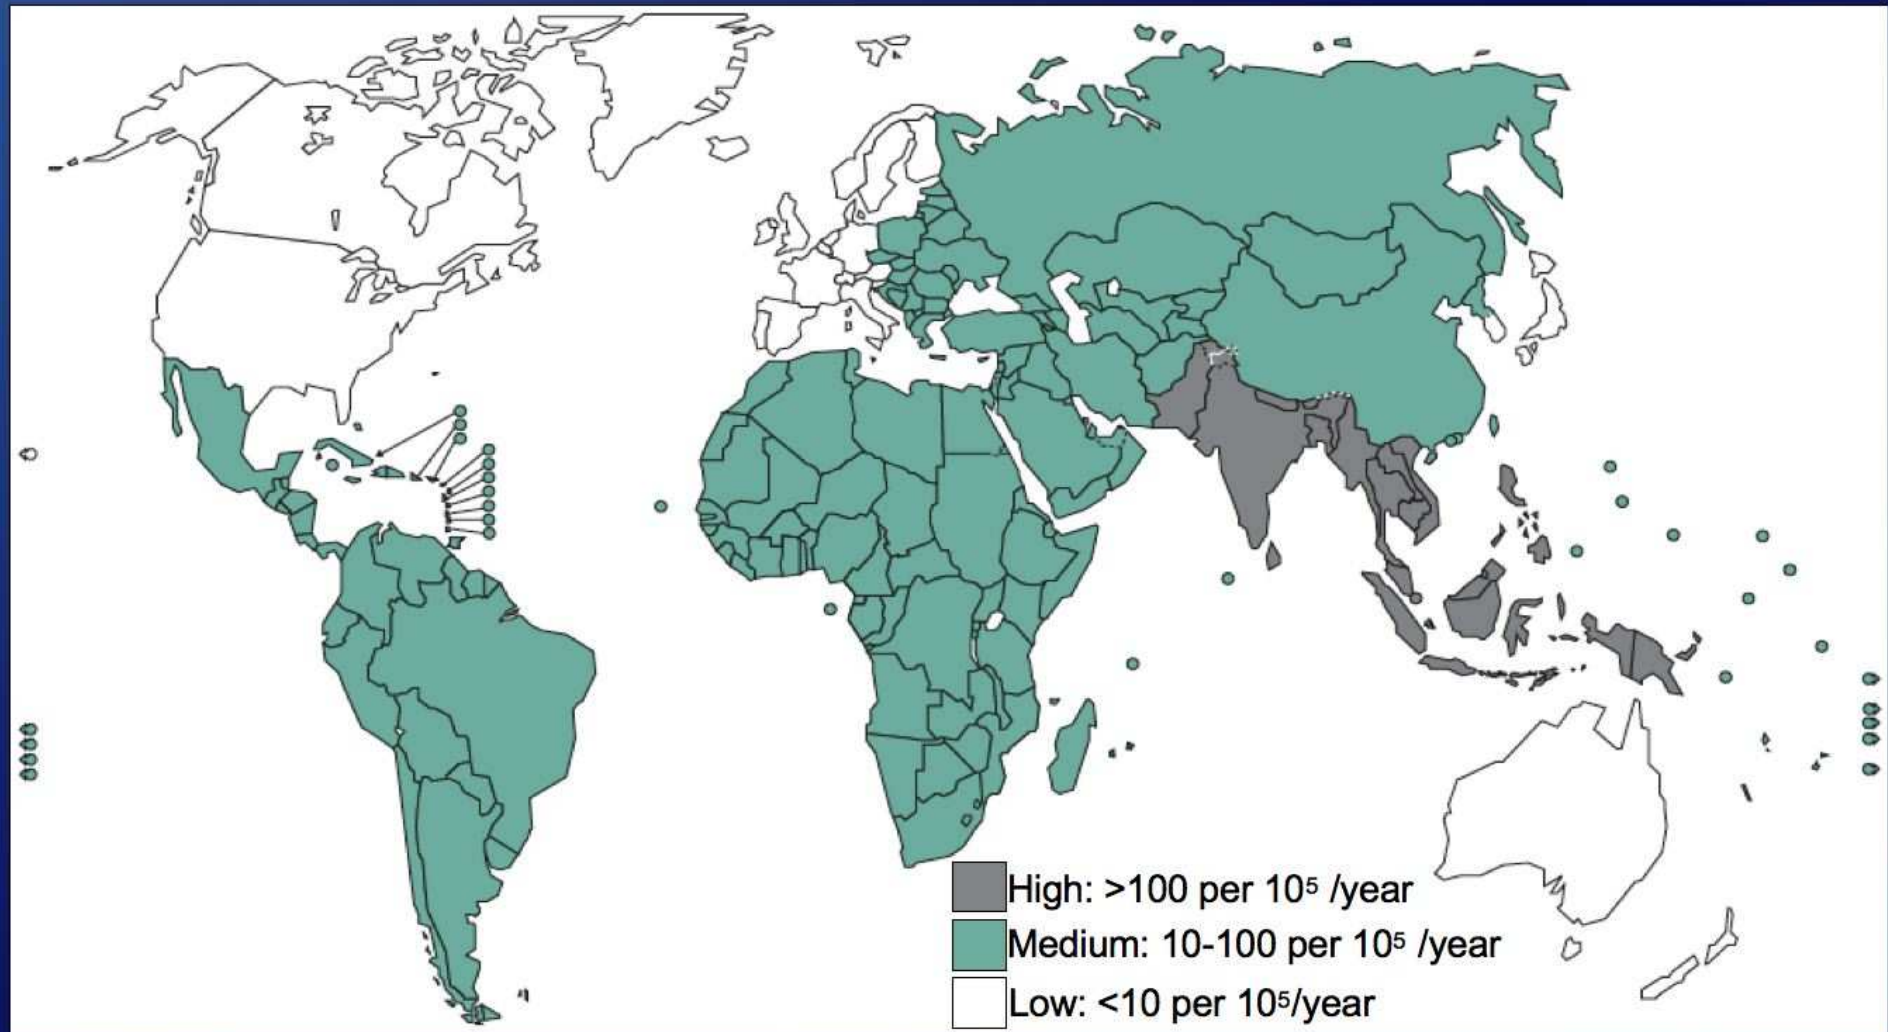 High: >100 per 10⁵ /year
Medium: 10-100 per 10⁵ /year
Low: <10 per 10⁵/year